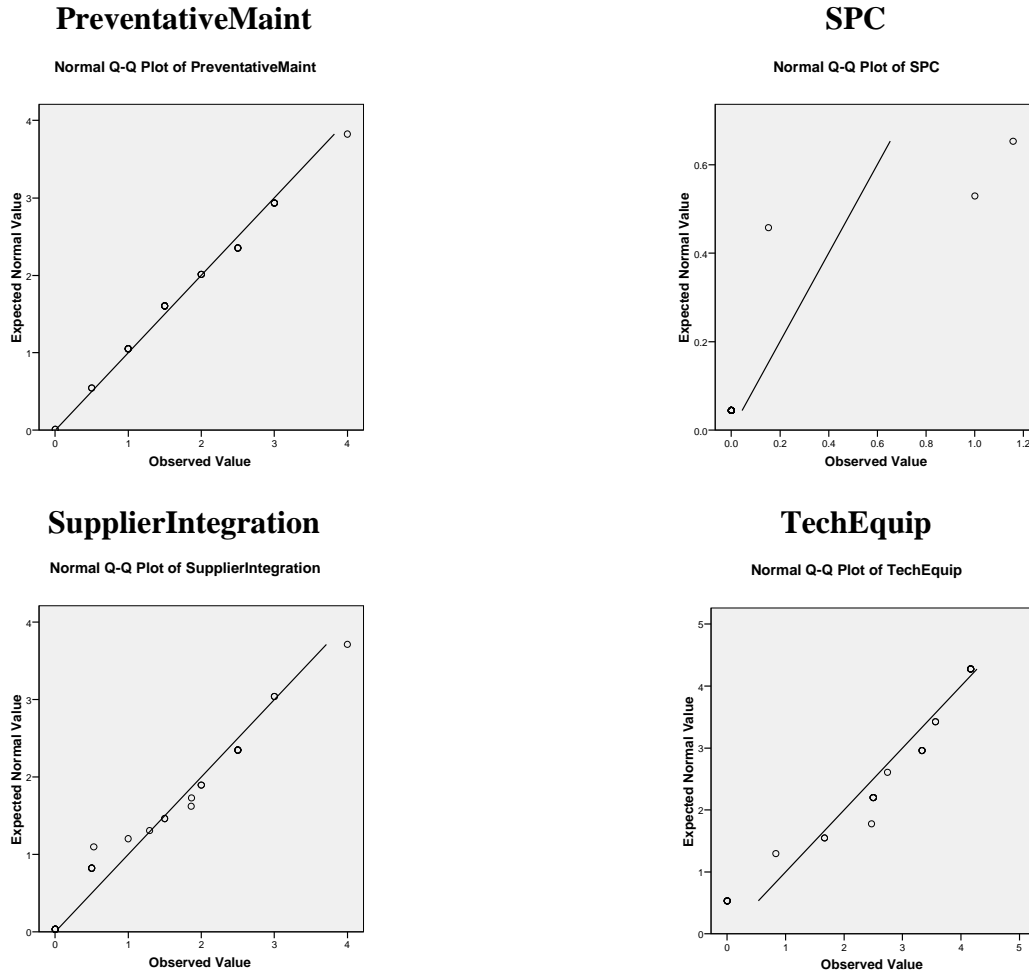 PreventativeMaint
Normal Q-Q Plot of PreventativeMaint
Expected Normal Value
4
3
2
1
0
0 1 2 3 4
Observed Value
SPC
Normal Q-Q Plot of SPC
Expected Normal Value
0.6
0.4
0.2
0.0
0.0 0.2 0.4 0.6 0.8 1.0 1.2
Observed Value
SupplierIntegration
Normal Q-Q Plot of SupplierIntegration
Expected Normal Value
4
3
2
1
0
0 1 2 3 4
Observed Value
TechEquip
Normal Q-Q Plot of TechEquip
Expected Normal Value
5
4
3
2
1
0
0 1 2 3 4 5
Observed Value